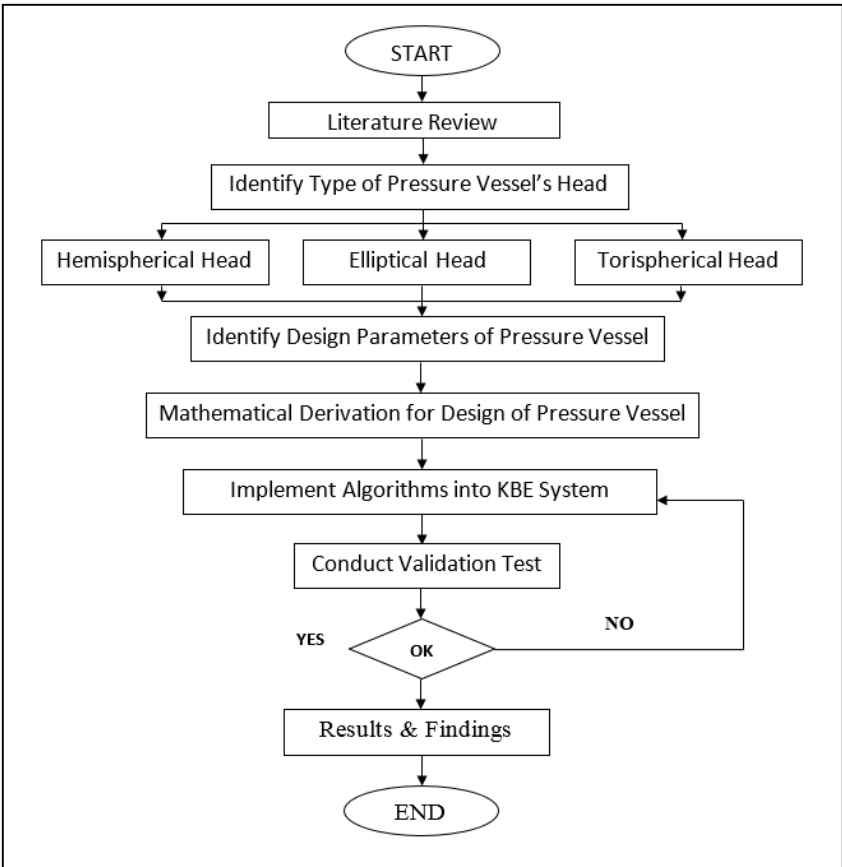 START
Literature Review
Identify Type of Pressure Vessel's Head
Hemispherical Head
Elliptical Head
Torispherical Head
Identify Design Parameters of Pressure Vessel
Mathematical Derivation for Design of Pressure Vessel
Implement Algorithms into KBE System
Conduct Validation Test
YES
OK
NO
Results & Findings
END